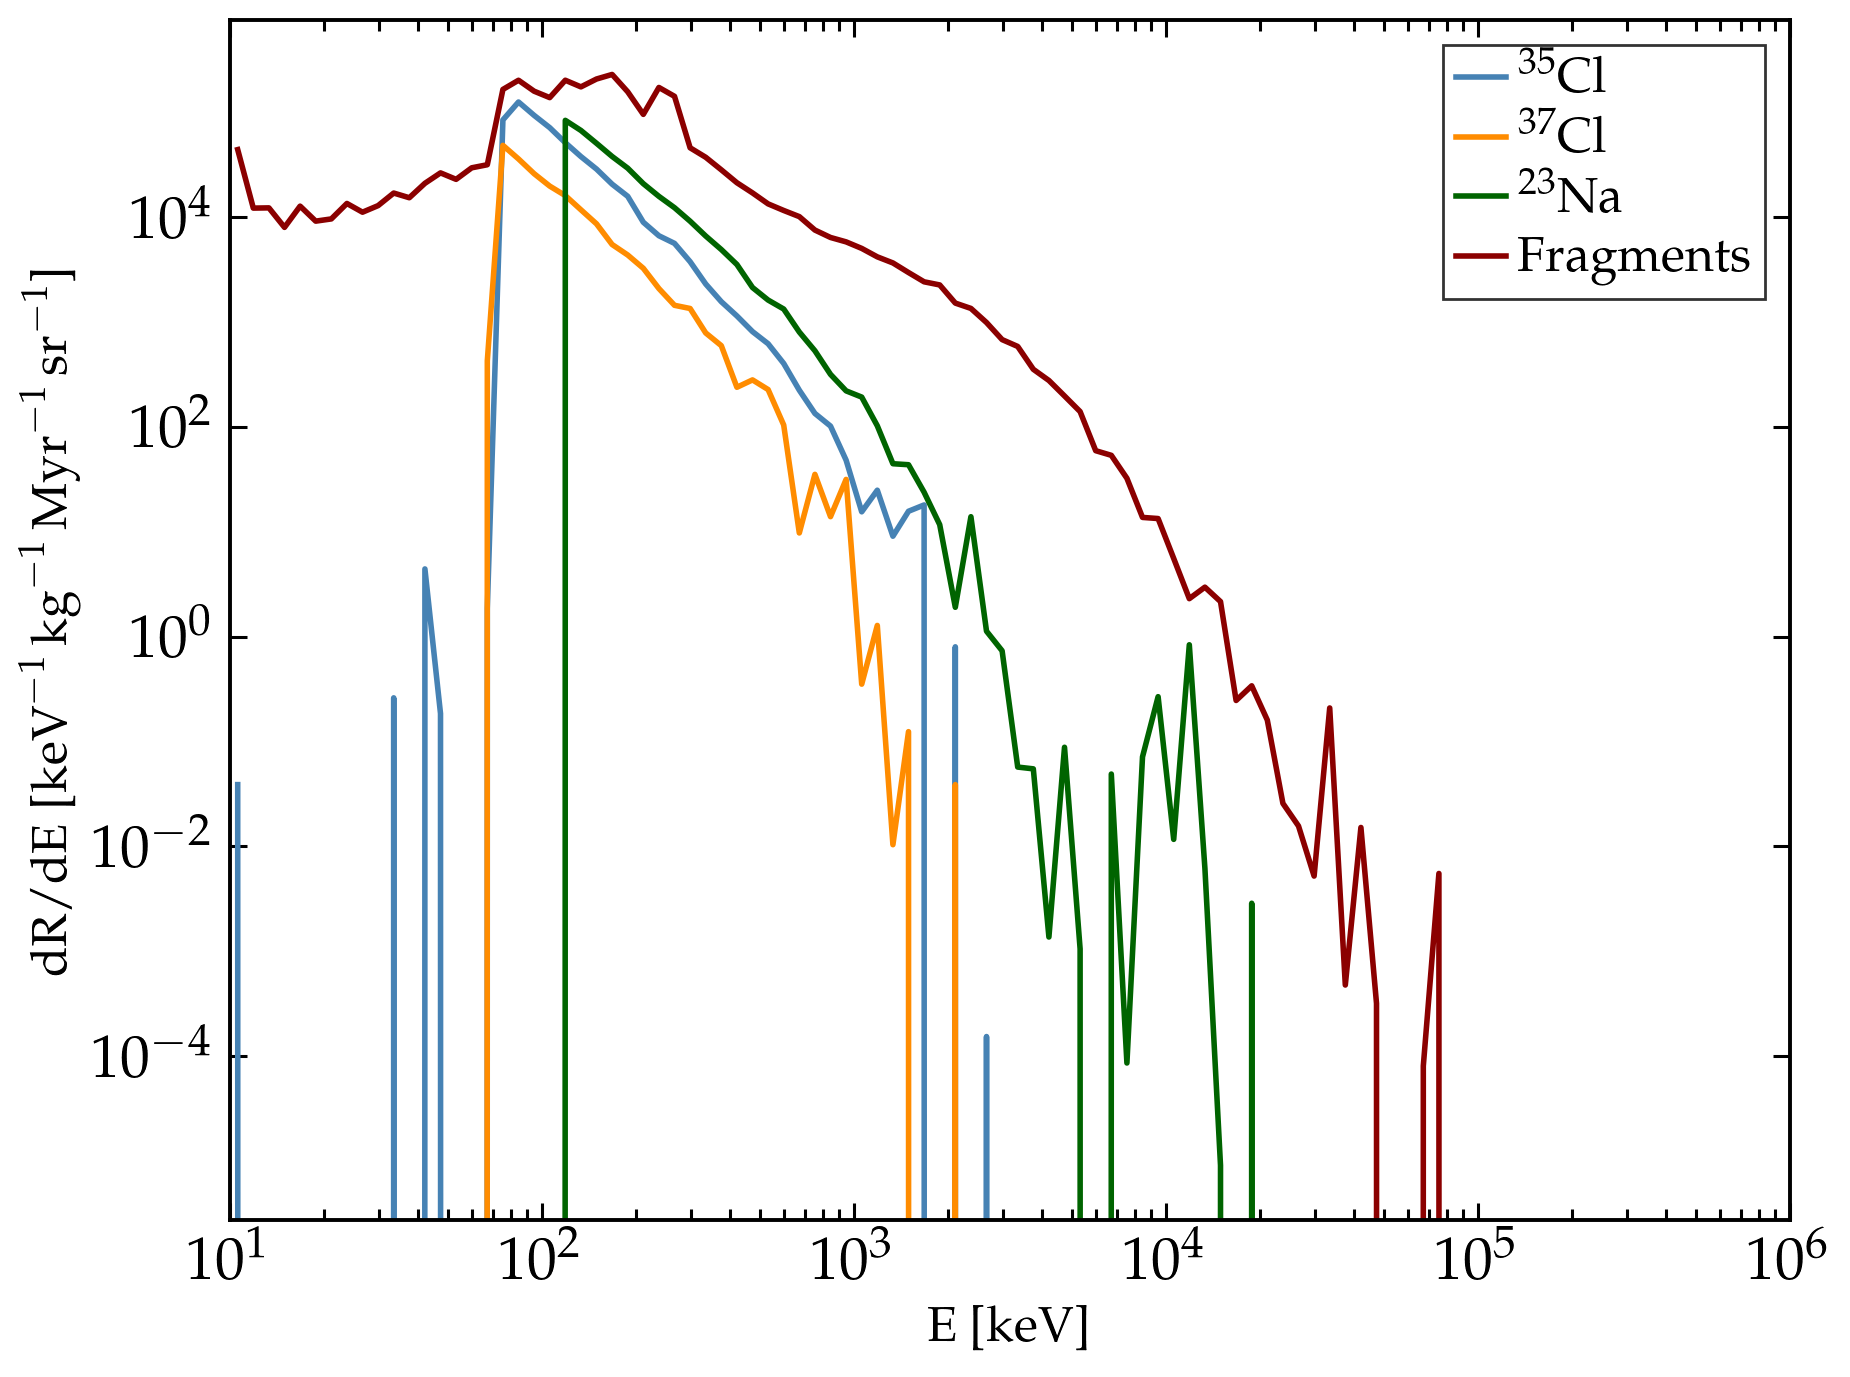 ³⁵Cl
³⁷Cl
²³Na
Fragments
dR/dE [keV⁻¹ kg⁻¹ Myr⁻¹ sr⁻¹]
10⁴
10²
10⁰
10⁻²
10⁻⁴
10¹ 10² 10³ 10⁴ 10⁵ 10⁶
E [keV]